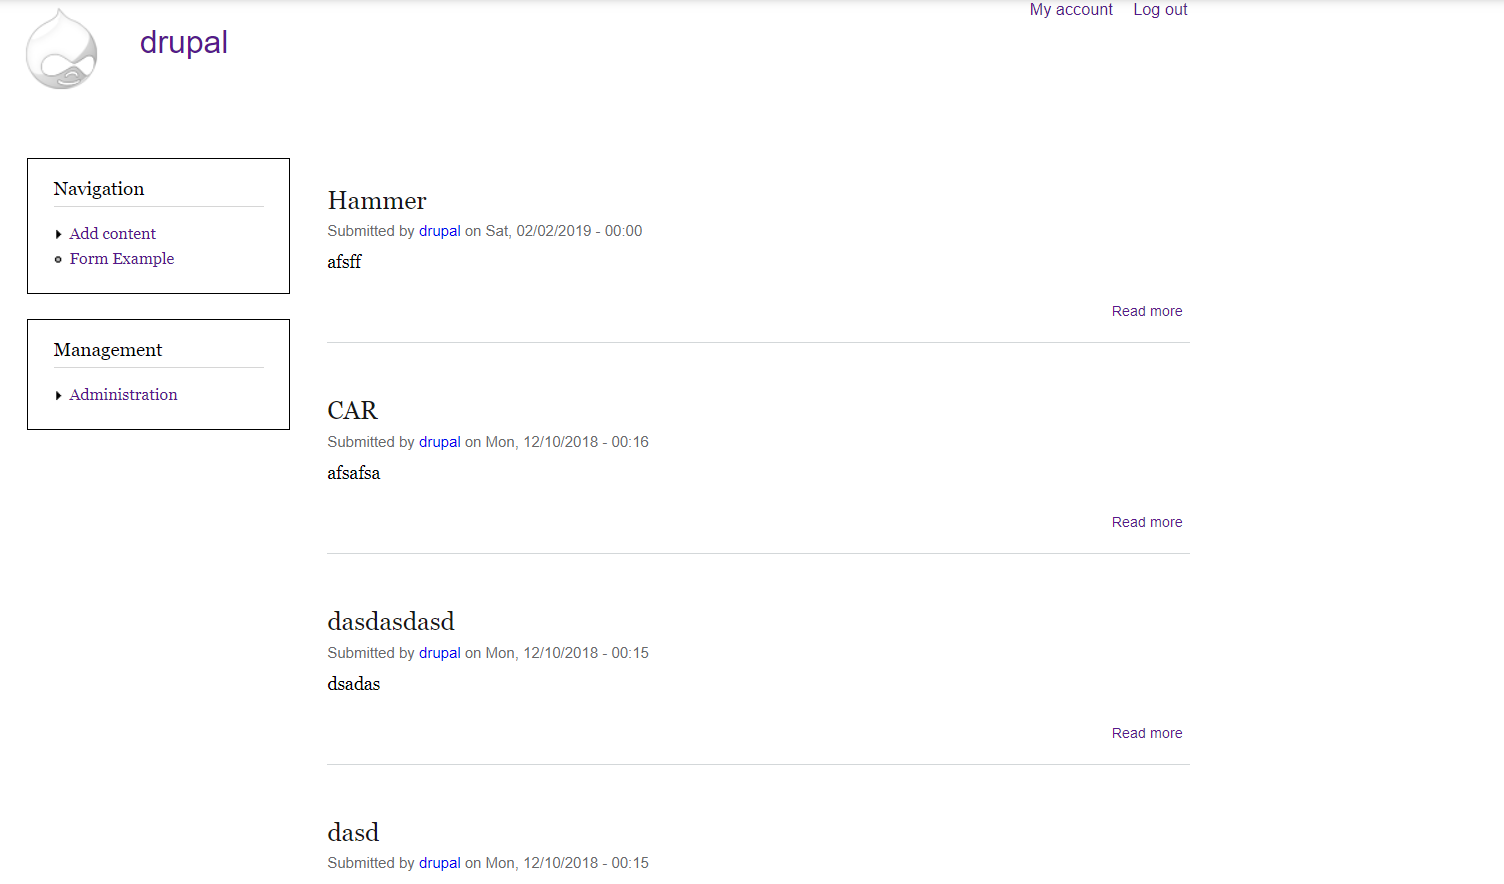 My account Log out
drupal
Navigation
Add content
Form Example
Management
Administration
Hammer
Submitted by drupal on Sat, 02/02/2019 - 00:00
afsff
Read more
CAR
Submitted by drupal on Mon, 12/10/2018 - 00:16
afsafsa
Read more
dasdasdasd
Submitted by drupal on Mon, 12/10/2018 - 00:15
dsadas
Read more
dasd
Submitted by drupal on Mon, 12/10/2018 - 00:15